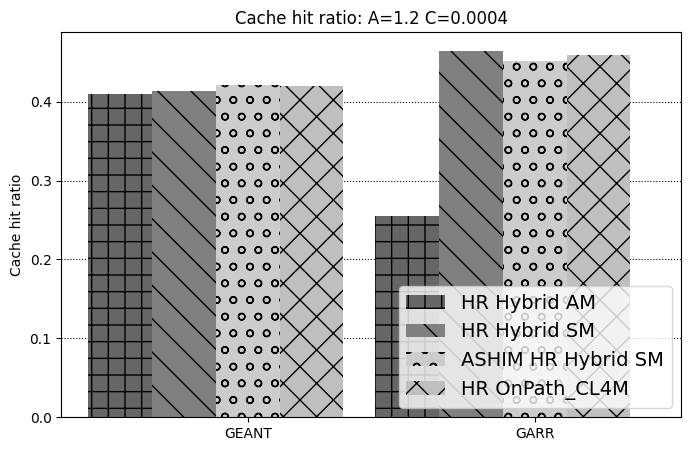 Cache hit ratio: A=1.2 C=0.0004
Cache hit ratio
0.4
0.3
0.2
0.1
0.0
GEANT
GARR
HR Hybrid AM
HR Hybrid SM
ASHIM HR Hybrid SM
HR OnPath_CL4M